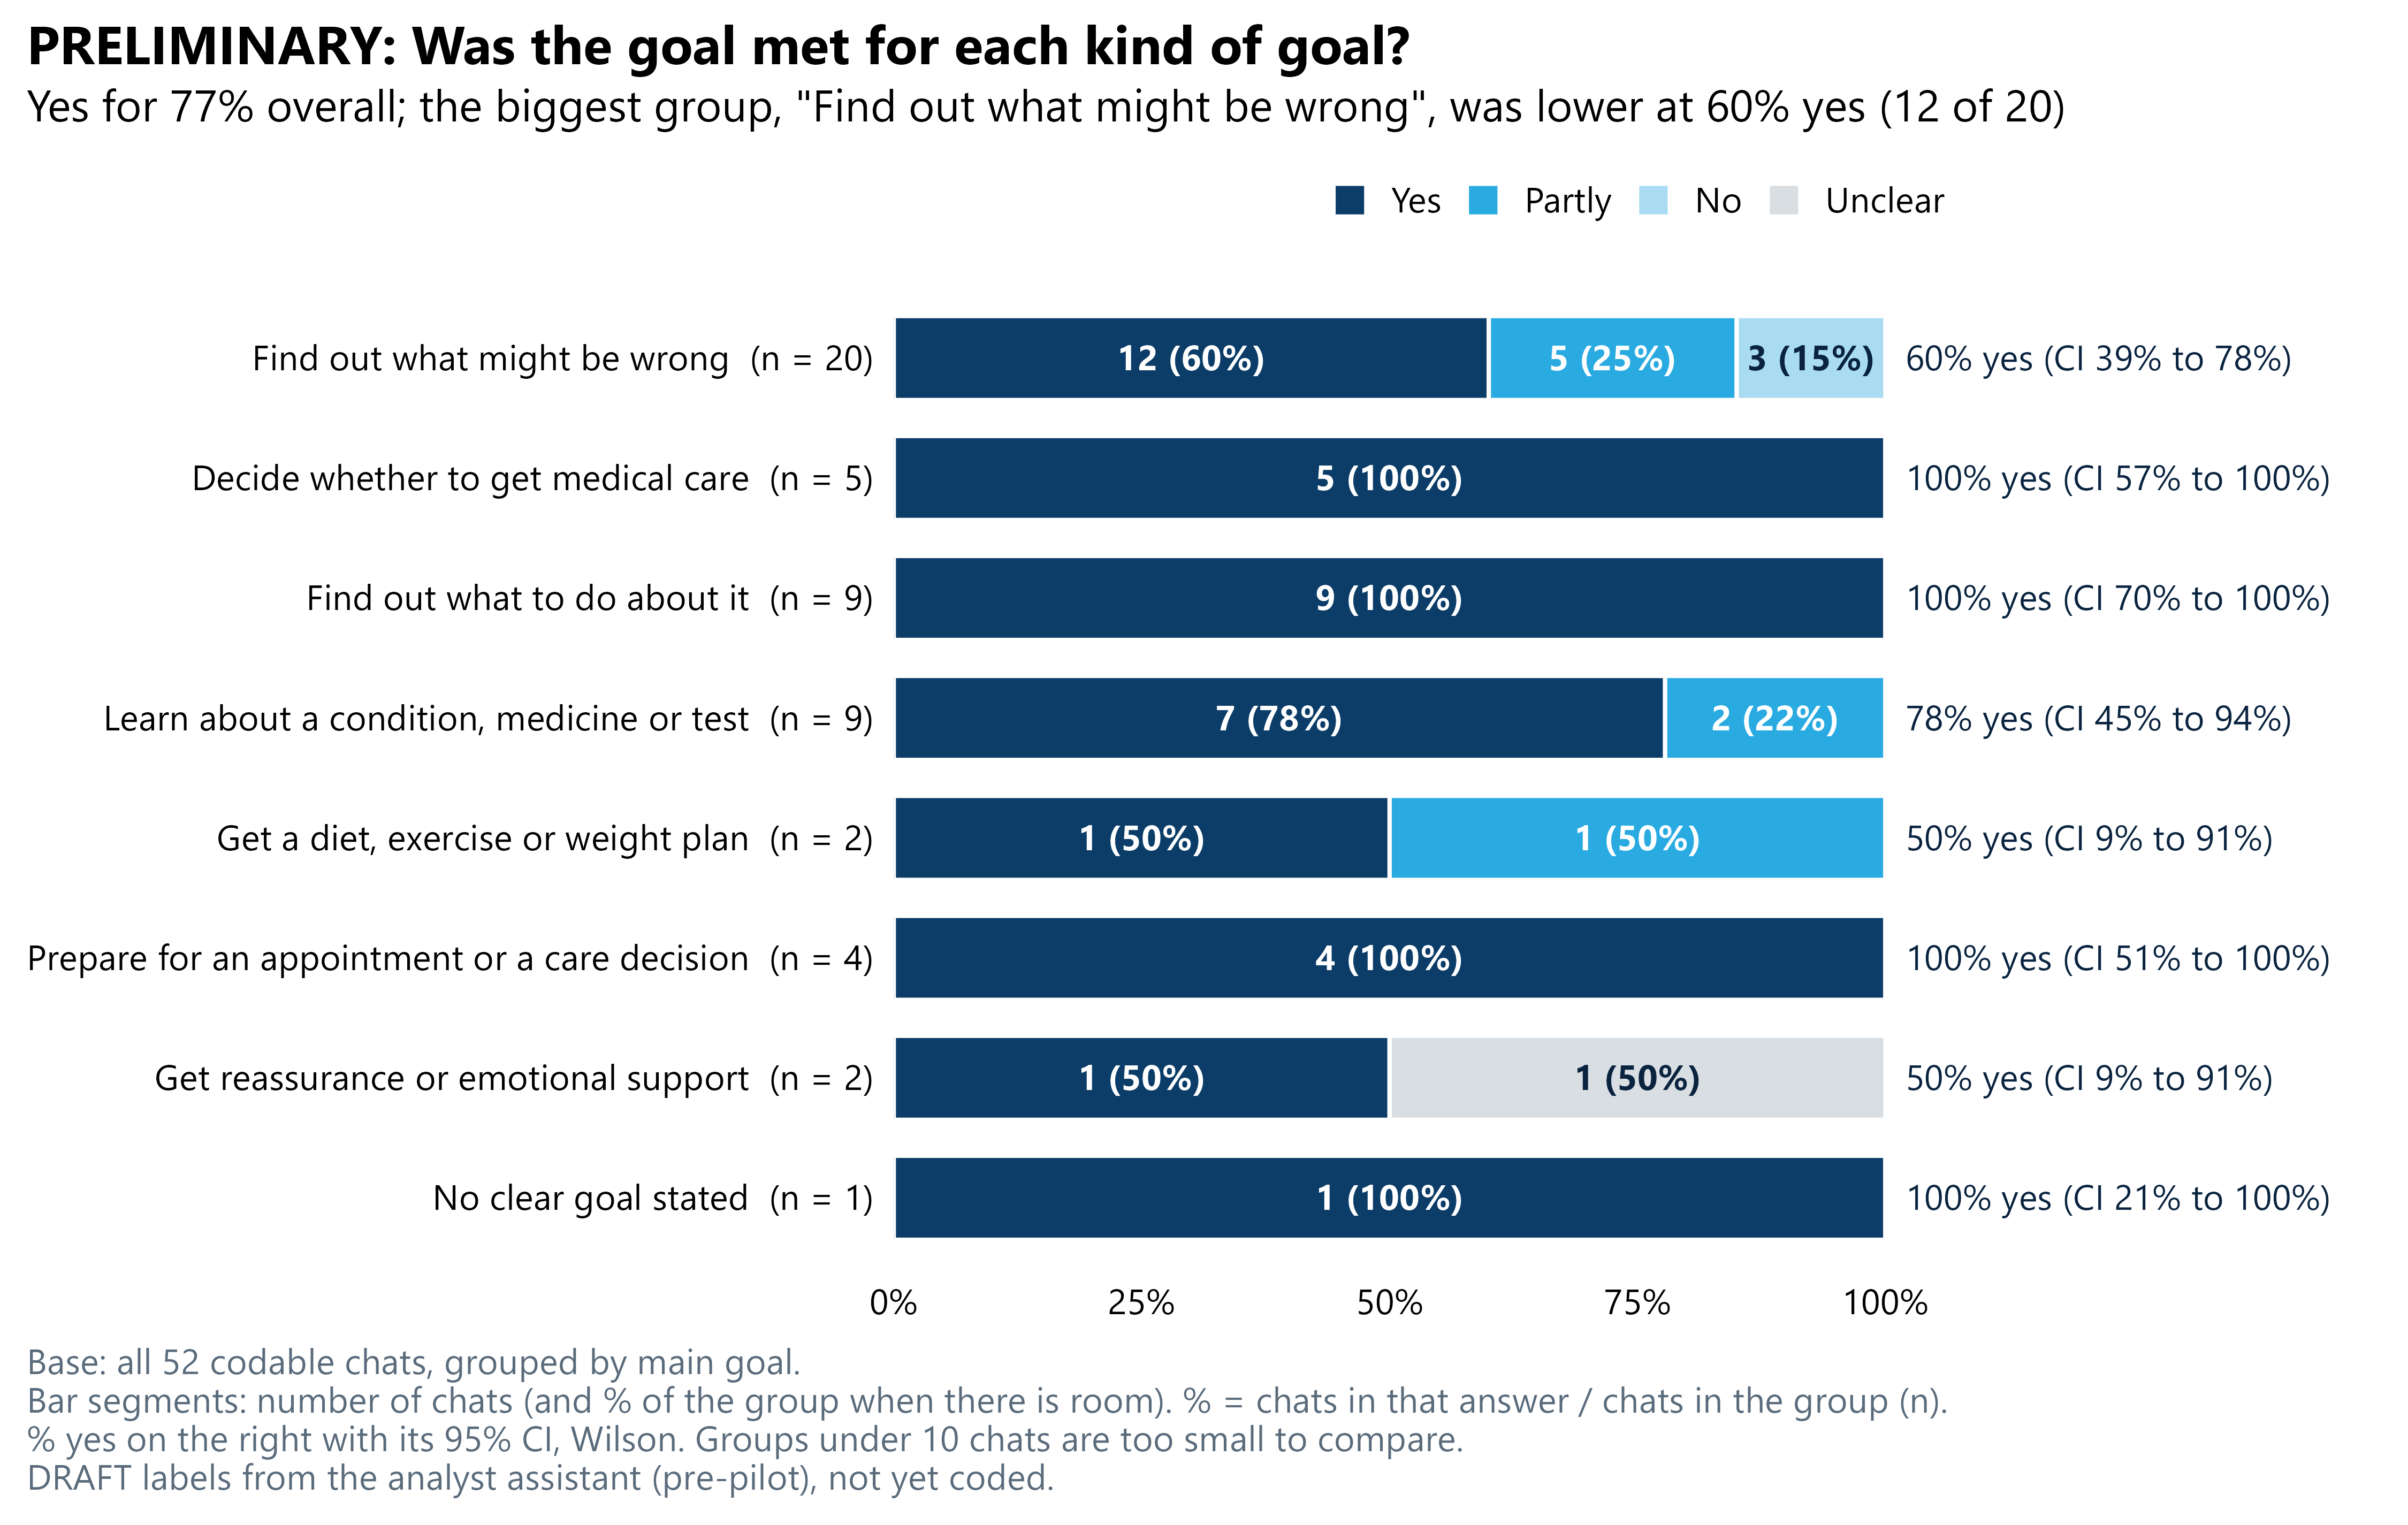 PRELIMINARY: Was the goal met for each kind of goal?
Yes for 77% overall; the biggest group, "Find out what might be wrong", was lower at 60% yes (12 of 20)
Yes Partly No Unclear
Find out what might be wrong (n = 20) 12 (60%) 5 (25%) 3 (15%) 60% yes (CI 39% to 78%)
Decide whether to get medical care (n = 5) 5 (100%) 100% yes (CI 57% to 100%)
Find out what to do about it (n = 9) 9 (100%) 100% yes (CI 70% to 100%)
Learn about a condition, medicine or test (n = 9) 7 (78%) 2 (22%) 78% yes (CI 45% to 94%)
Get a diet, exercise or weight plan (n = 2) 1 (50%) 1 (50%) 50% yes (CI 9% to 91%)
Prepare for an appointment or a care decision (n = 4) 4 (100%) 100% yes (CI 51% to 100%)
Get reassurance or emotional support (n = 2) 1 (50%) 1 (50%) 50% yes (CI 9% to 91%)
No clear goal stated (n = 1) 1 (100%) 100% yes (CI 21% to 100%)
0% 25% 50% 75% 100%
Base: all 52 codable chats, grouped by main goal.
Bar segments: number of chats (and % of the group when there is room). % = chats in that answer / chats in the group (n).
% yes on the right with its 95% CI, Wilson. Groups under 10 chats are too small to compare.
DRAFT labels from the analyst assistant (pre-pilot), not yet coded.